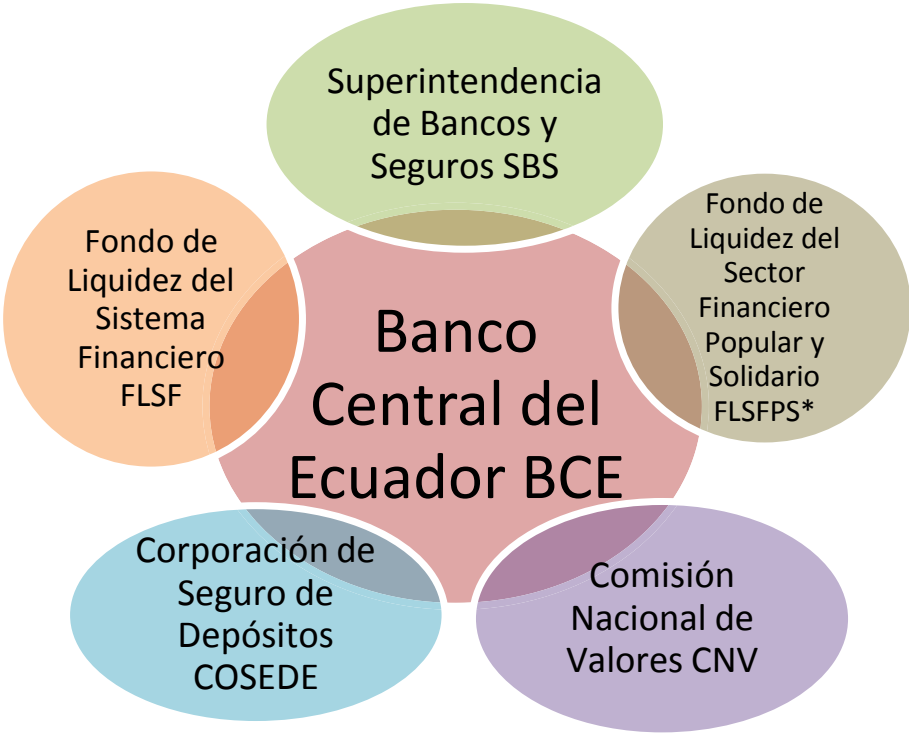 Superintendencia
de Bancos y
Seguros SBS
Fondo de
Liquidez del
Sistema
Financiero
FLSF
Fondo de
Liquidez del
Sector
Financiero
Popular y
Solidario
FLSFPS*
Banco
Central del
Ecuador BCE
Corporación de
Seguro de
Depósitos
COSEDE
Comisión
Nacional de
Valores CNV